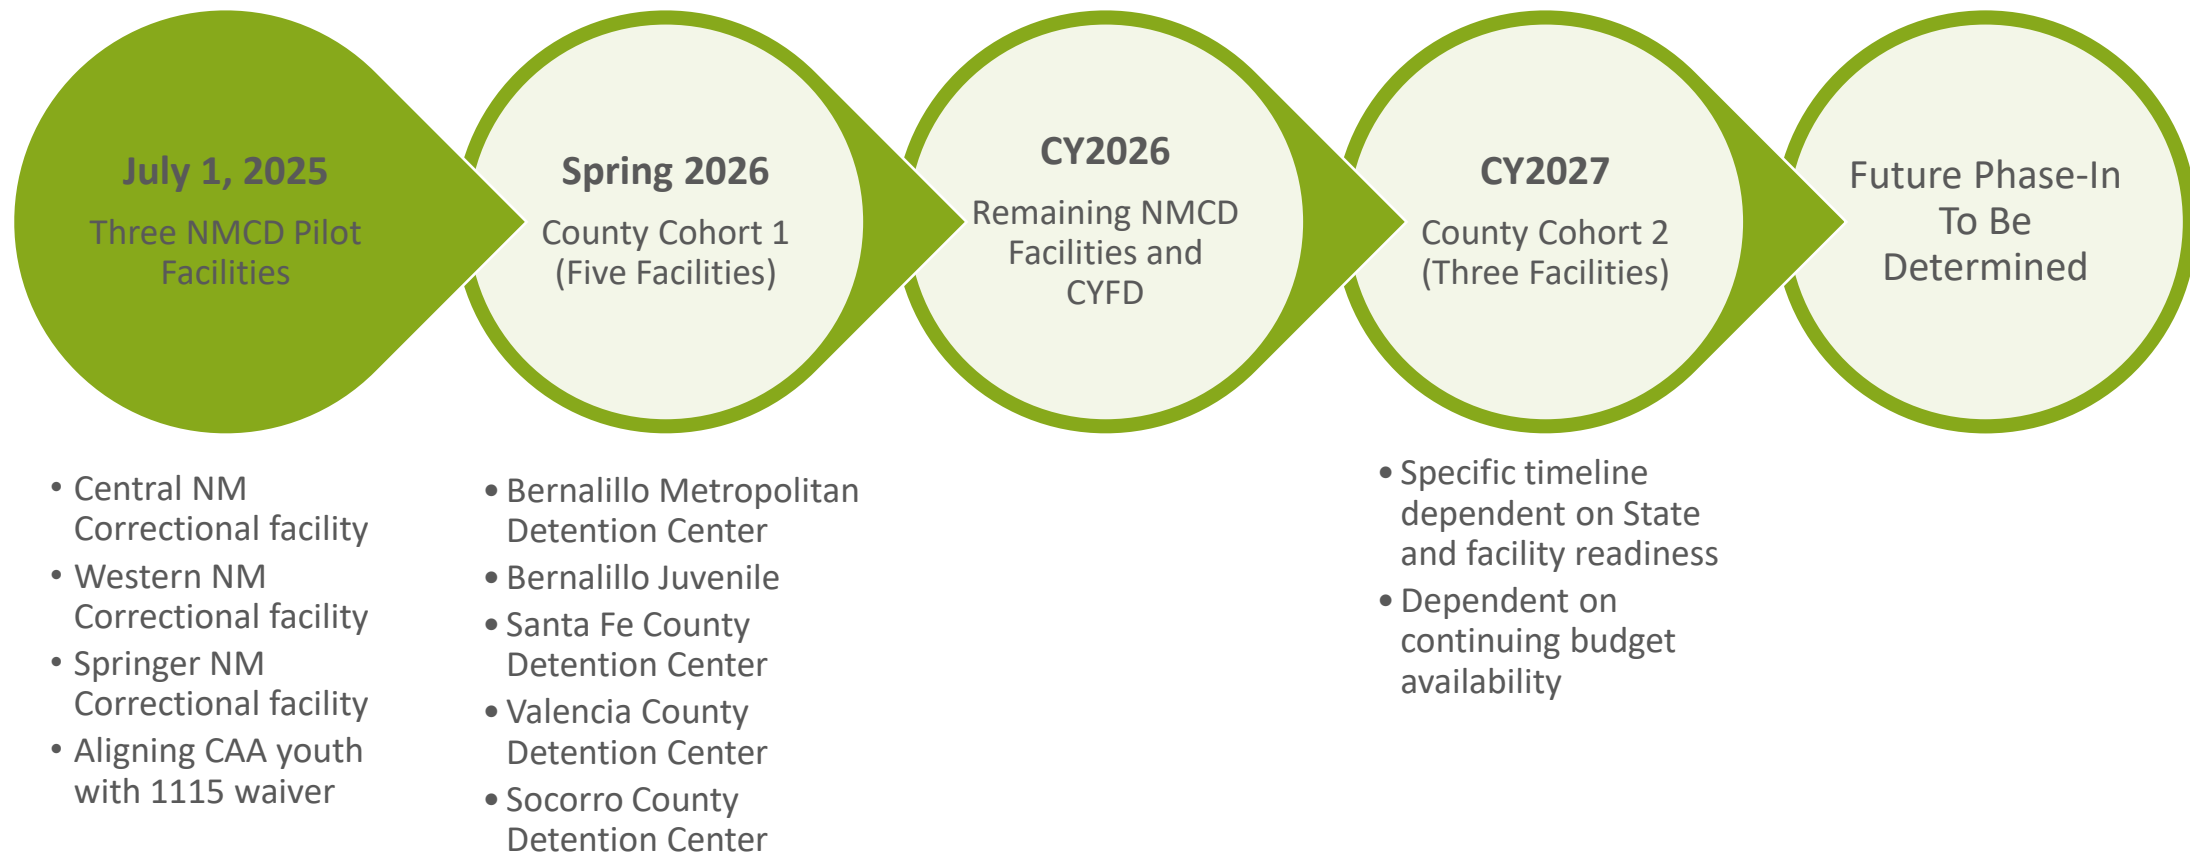 July 1, 2025
Three NMCD Pilot
Facilities
• Central NM
Correctional facility
• Western NM
Correctional facility
• Springer NM
Correctional facility
• Aligning CAA youth
with 1115 waiver
Spring 2026
County Cohort 1
(Five Facilities)
• Bernalillo Metropolitan
Detention Center
• Bernalillo Juvenile
• Santa Fe County
Detention Center
• Valencia County
Detention Center
• Socorro County
Detention Center
CY2026
Remaining NMCD
Facilities and
CYFD
CY2027
County Cohort 2
(Three Facilities)
• Specific timeline
dependent on State
and facility readiness
• Dependent on
continuing budget
availability
Future Phase-In
To Be
Determined